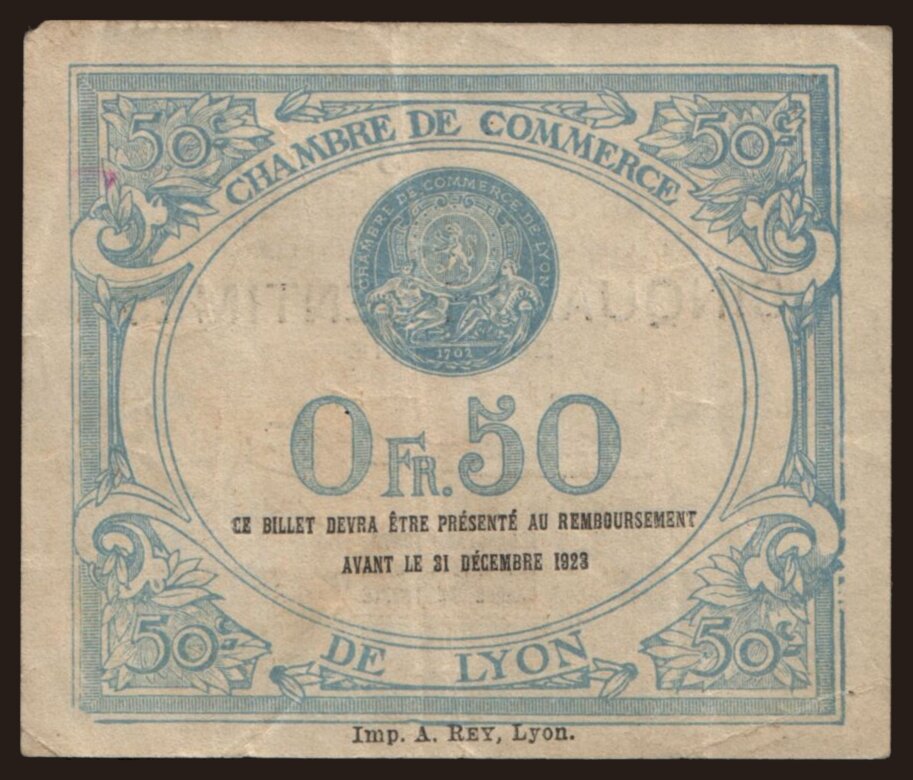 50c 50c
CHAMBRE DE COMMERCE
CHAMBRE DE COMMERCE DE LYON
1702
0 FR. 50
CE BILLET DEVRA ÊTRE PRÉSENTÉ AU REMBOURSEMENT
AVANT LE 31 DÉCEMBRE 1923
50c 50c
DE LYON
Imp. A. REY, Lyon.